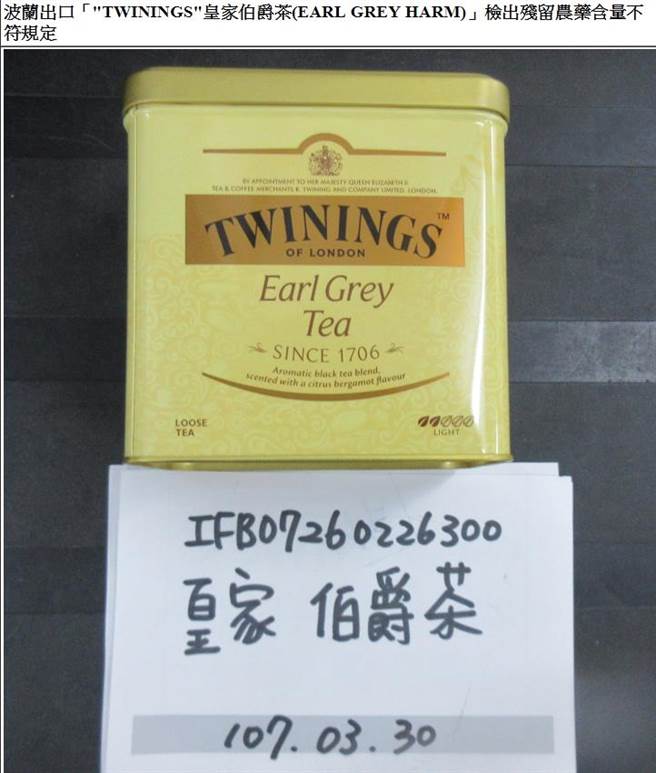 波蘭出口「"TWININGS"皇家伯爵茶(EARL GREY HARM)」檢出殘留農藥含量不
符規定
BY APPOINTMENT TO HER MAJESTY QUEEN ELIZABETH II
TEA & COFFEE MERCHANTS R. TWINING AND COMPANY LIMITED, LONDON.
TWININGS™
OF LONDON
Earl Grey
Tea
SINCE 1706
Aromatic black tea blend,
scented with a citrus bergamot flavour
LOOSE
TEA
LIGHT
IFB07260226300
皇家 伯爵茶
107.03.30